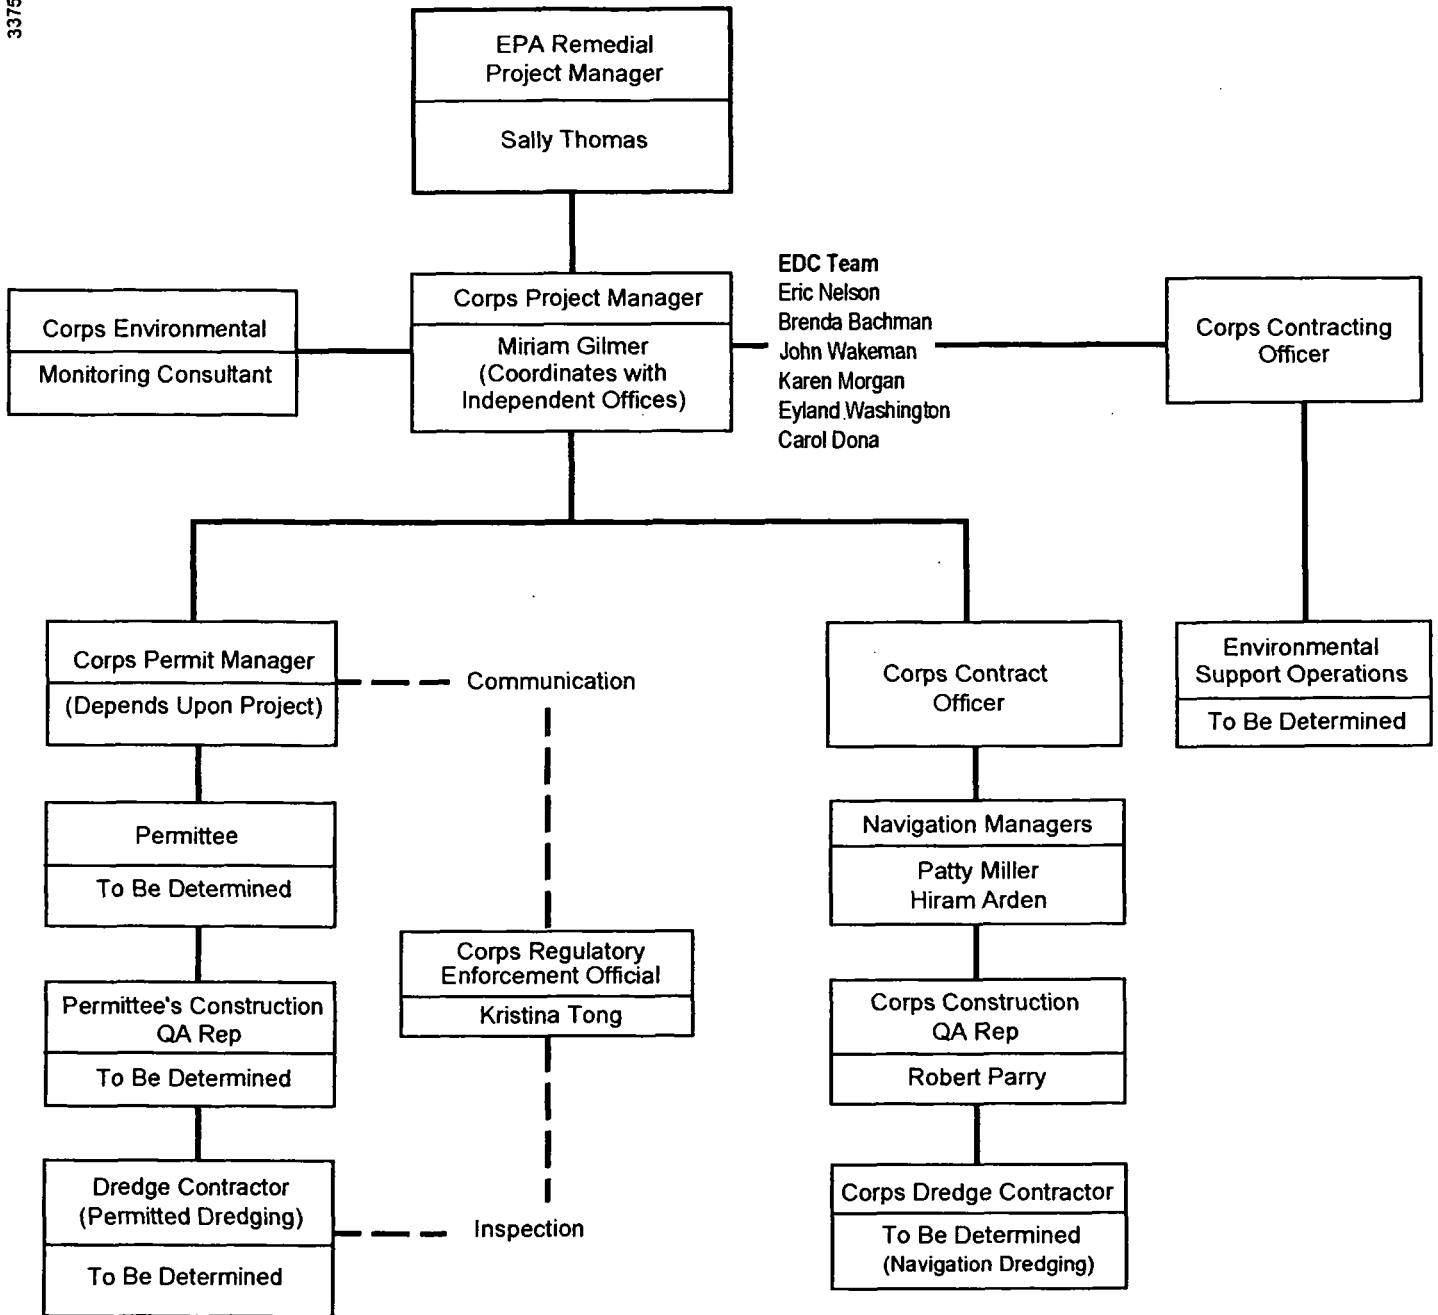 3375
EPA Remedial
Project Manager
Sally Thomas
Corps Environmental
Monitoring Consultant
Corps Project Manager
Miriam Gilmer
(Coordinates with
Independent Offices)
EDC Team
Eric Nelson
Brenda Bachman
John Wakeman
Karen Morgan
Eyland Washington
Carol Dona
Corps Contracting
Officer
Corps Permit Manager
(Depends Upon Project)
Communication
Corps Contract
Officer
Environmental
Support Operations
To Be Determined
Permittee
To Be Determined
Navigation Managers
Patty Miller
Hiram Arden
Permittee's Construction
QA Rep
To Be Determined
Corps Regulatory
Enforcement Official
Kristina Tong
Corps Construction
QA Rep
Robert Parry
Dredge Contractor
(Permitted Dredging)
To Be Determined
Inspection
Corps Dredge Contractor
To Be Determined
(Navigation Dredging)